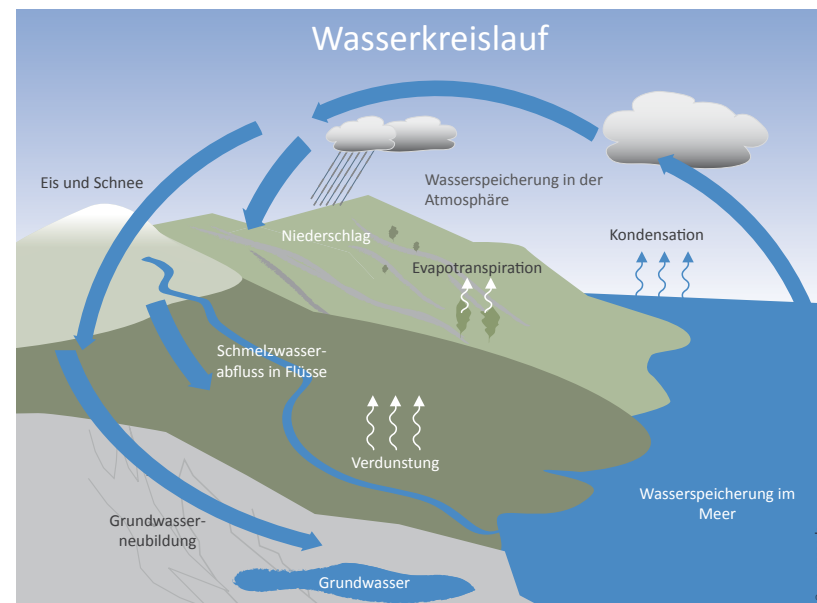 Wasserkreislauf
Eis und Schnee
Wasserspeicherung in der
Atmosphäre
Niederschlag
Kondensation
Evapotranspiration
Schmelzwasser-
abfluss in Flüsse
Verdunstung
Wasserspeicherung im
Meer
Grundwasser-
neubildung
Grundwasser